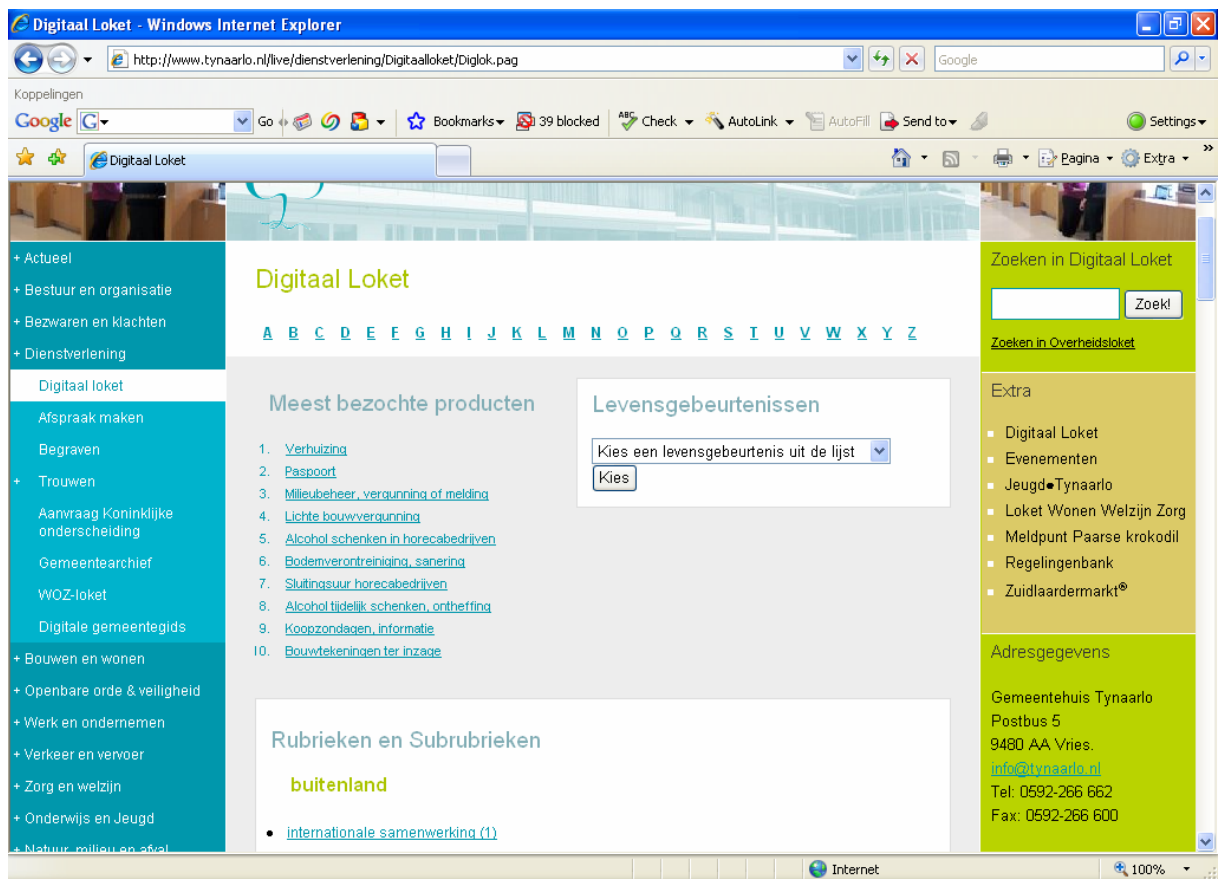 Digitaal Loket - Windows Internet Explorer
http://www.tynaarlo.nl/live/dienstverlening/Digitaalloket/Diglok.pag
Google
Koppelingen
Google G Go Bookmarks 39 blocked ABC Check AutoLink AutoFill Send to Settings
Digitaal Loket
Pagina Extra »
+ Actueel
+ Bestuur en organisatie
+ Bezwaren en klachten
+ Dienstverlening
Digitaal loket
Afspraak maken
Begraven
+ Trouwen
Aanvraag Koninklijke
onderscheiding
Gemeentearchief
WOZ-loket
Digitale gemeentegids
+ Bouwen en wonen
+ Openbare orde & veiligheid
+ Werk en ondernemen
+ Verkeer en vervoer
+ Zorg en welzijn
+ Onderwijs en Jeugd
+ Natuur, milieu en afval
Digitaal Loket
A B C D E F G H I J K L M N O P Q R S T U V W X Y Z
Meest bezochte producten
1. Verhuizing
2. Paspoort
3. Milieubeheer, vergunning of melding
4. Lichte bouwvergunning
5. Alcohol schenken in horecabedrijven
6. Bodemverontreiniging, sanering
7. Sluitingsuur horecabedrijven
8. Alcohol tijdelijk schenken, ontheffing
9. Koopzondagen, informatie
10. Bouwtekeningen ter inzage
Levensgebeurtenissen
Kies een levensgebeurtenis uit de lijst
Kies
Rubrieken en Subrubrieken
buitenland
• internationale samenwerking (1)
Zoeken in Digitaal Loket
Zoek!
Zoeken in Overheidsloket
Extra
Digitaal Loket
Evenementen
Jeugd●Tynaarlo
Loket Wonen Welzijn Zorg
Meldpunt Paarse krokodil
Regelingenbank
Zuidlaardermarkt®
Adresgegevens
Gemeentehuis Tynaarlo
Postbus 5
9480 AA Vries.
info@tynaarlo.nl
Tel: 0592-266 662
Fax: 0592-266 600
Internet
100%